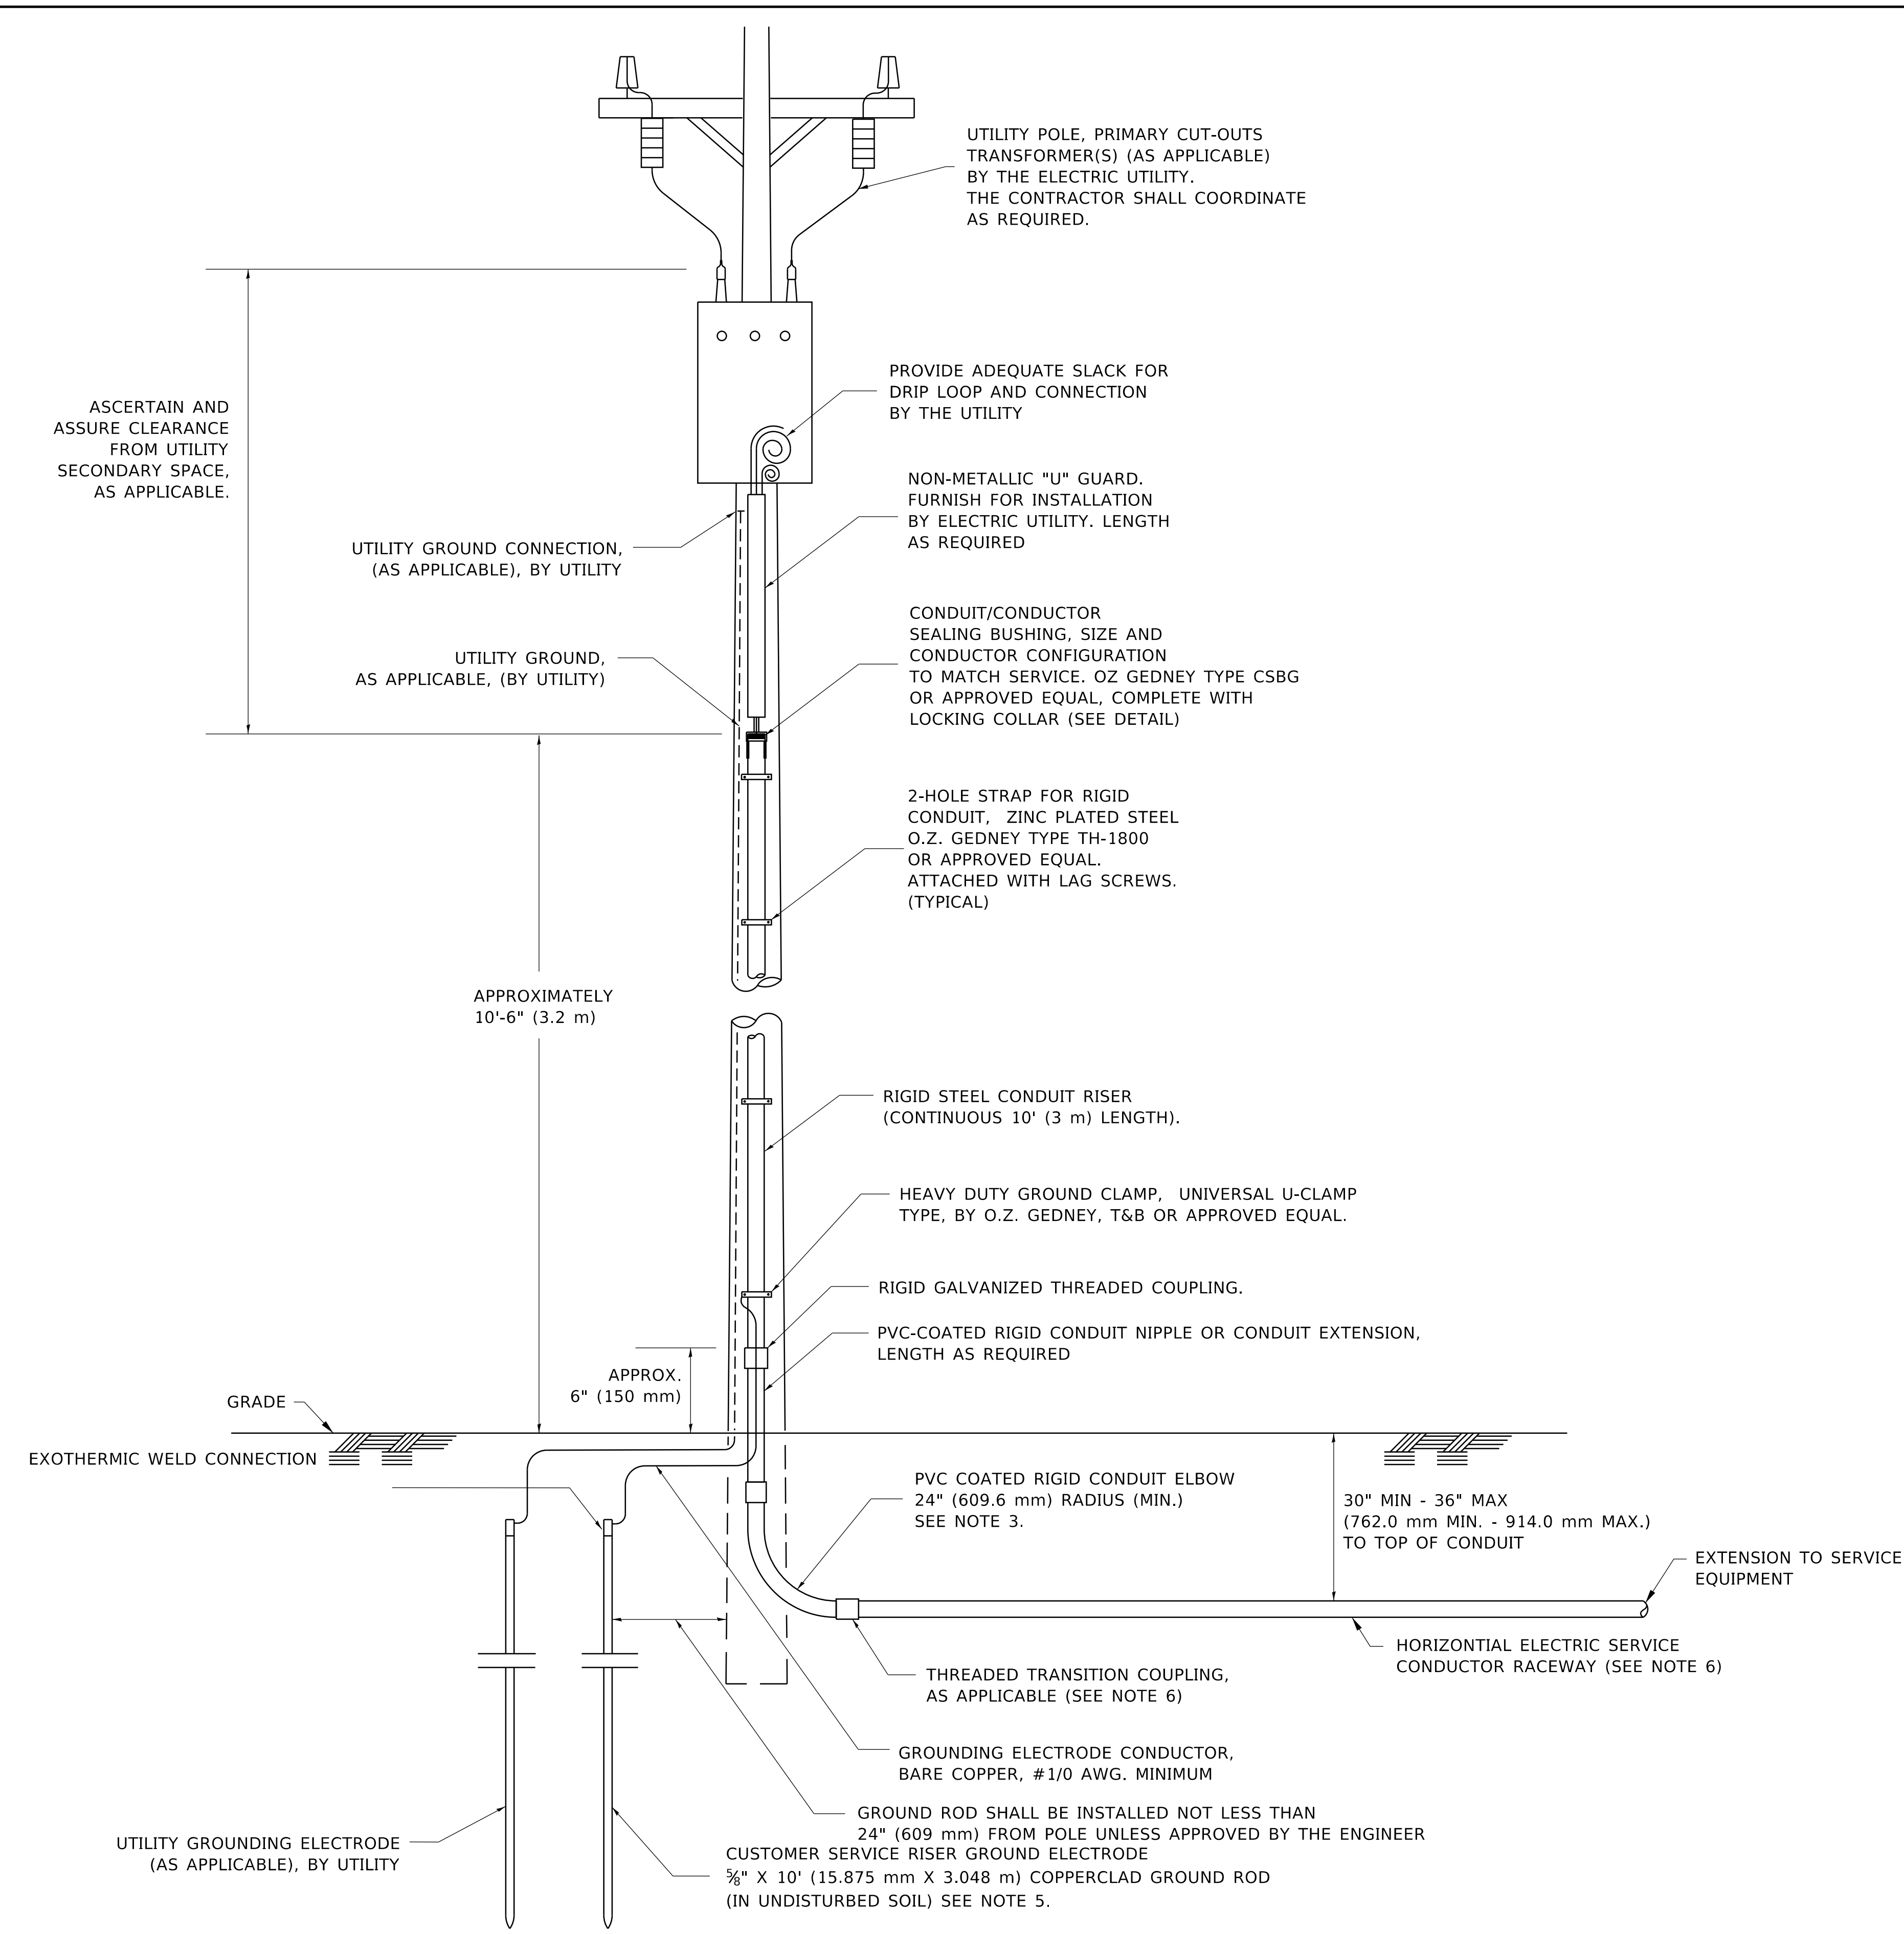 UTILITY POLE, PRIMARY CUT-OUTS
TRANSFORMER(S) (AS APPLICABLE)
BY THE ELECTRIC UTILITY.
THE CONTRACTOR SHALL COORDINATE
AS REQUIRED.
PROVIDE ADEQUATE SLACK FOR
DRIP LOOP AND CONNECTION
BY THE UTILITY
ASCERTAIN AND
ASSURE CLEARANCE
FROM UTILITY
SECONDARY SPACE,
AS APPLICABLE.
NON-METALLIC "U" GUARD.
FURNISH FOR INSTALLATION
BY ELECTRIC UTILITY. LENGTH
AS REQUIRED
UTILITY GROUND CONNECTION,
(AS APPLICABLE), BY UTILITY
CONDUIT/CONDUCTOR
SEALING BUSHING, SIZE AND
CONDUCTOR CONFIGURATION
TO MATCH SERVICE. OZ GEDNEY TYPE CSBG
OR APPROVED EQUAL, COMPLETE WITH
LOCKING COLLAR (SEE DETAIL)
UTILITY GROUND,
AS APPLICABLE, (BY UTILITY)
2-HOLE STRAP FOR RIGID
CONDUIT, ZINC PLATED STEEL
O.Z. GEDNEY TYPE TH-1800
OR APPROVED EQUAL.
ATTACHED WITH LAG SCREWS.
(TYPICAL)
APPROXIMATELY
10'-6" (3.2 m)
RIGID STEEL CONDUIT RISER
(CONTINUOUS 10' (3 m) LENGTH).
HEAVY DUTY GROUND CLAMP, UNIVERSAL U-CLAMP
TYPE, BY O.Z. GEDNEY, T&B OR APPROVED EQUAL.
RIGID GALVANIZED THREADED COUPLING.
PVC-COATED RIGID CONDUIT NIPPLE OR CONDUIT EXTENSION,
LENGTH AS REQUIRED
APPROX.
6" (150 mm)
GRADE
EXOTHERMIC WELD CONNECTION
PVC COATED RIGID CONDUIT ELBOW
24" (609.6 mm) RADIUS (MIN.)
SEE NOTE 3.
30" MIN - 36" MAX
(762.0 mm MIN. - 914.0 mm MAX.)
TO TOP OF CONDUIT
EXTENSION TO SERVICE
EQUIPMENT
HORIZONTIAL ELECTRIC SERVICE
CONDUCTOR RACEWAY (SEE NOTE 6)
THREADED TRANSITION COUPLING,
AS APPLICABLE (SEE NOTE 6)
GROUNDING ELECTRODE CONDUCTOR,
BARE COPPER, #1/0 AWG. MINIMUM
GROUND ROD SHALL BE INSTALLED NOT LESS THAN
24" (609 mm) FROM POLE UNLESS APPROVED BY THE ENGINEER
UTILITY GROUNDING ELECTRODE
(AS APPLICABLE), BY UTILITY
CUSTOMER SERVICE RISER GROUND ELECTRODE
⅝" X 10' (15.875 mm X 3.048 m) COPPERCLAD GROUND ROD
(IN UNDISTURBED SOIL) SEE NOTE 5.